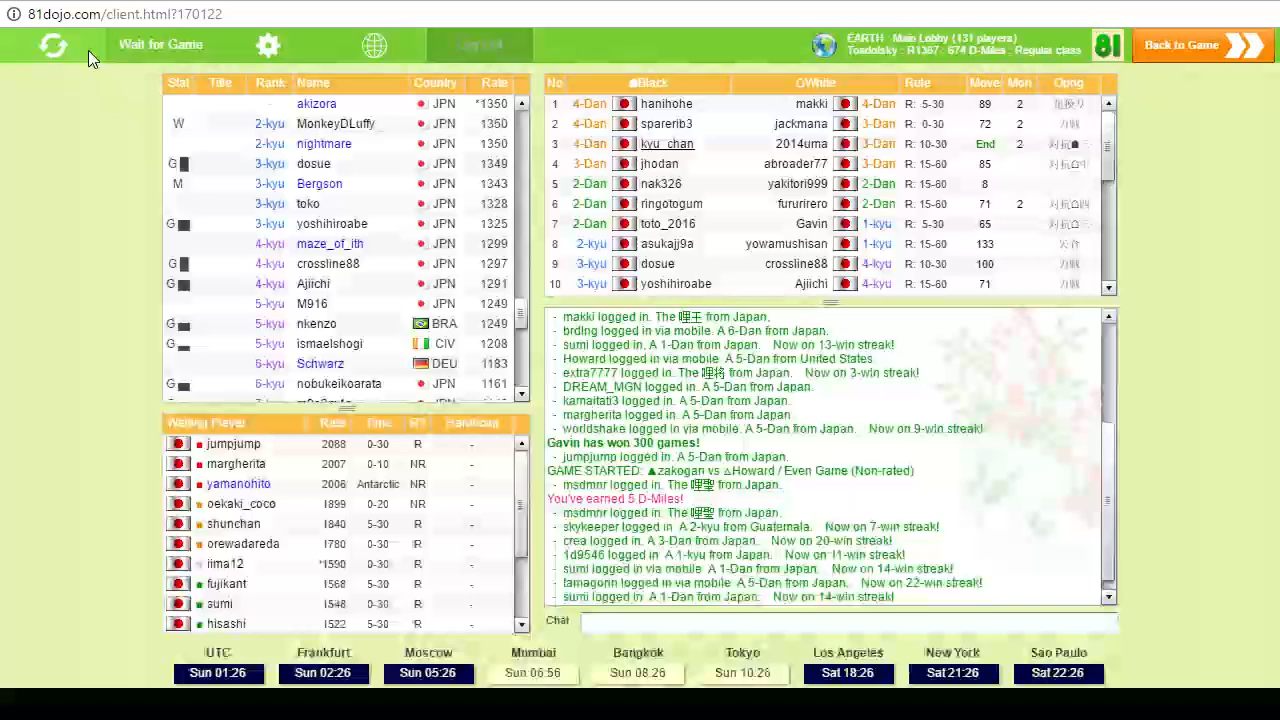 81dojo.com/client.html?170122
Wait for Game
EARTH - Main Lobby (131 players)
Toadofsky : R1367 : 674 D-Miles : Regular class
81
Back to Game
Stat Title Rank Name Country Rate
- akizora JPN *1350
W 2-kyu MonkeyDLuffy_ JPN 1350
2-kyu nightmare JPN 1350
G 3-kyu dosue JPN 1349
M 3-kyu Bergson JPN 1343
3-kyu toko JPN 1328
G 3-kyu yoshihiroabe JPN 1325
4-kyu maze_of_ith JPN 1299
G 4-kyu crossline88 JPN 1297
G 4-kyu Ajiichi JPN 1291
5-kyu M916 JPN 1249
G 5-kyu nkenzo BRA 1249
G 5-kyu ismaelshogi CIV 1208
6-kyu Schwarz DEU 1183
G 6-kyu nobukeikoarata JPN 1161
No Black White Rule Move Mon Opng
1 4-Dan hanihohe makki 4-Dan R: 5-30 89 2
2 4-Dan sparerib3 jackmana 3-Dan R: 0-30 72 2
3 4-Dan kyu_chan 2014uma 3-Dan R: 10-30 End 2
4 3-Dan jhodan abroader77 3-Dan R: 15-60 85
5 2-Dan nak326 yakitori999 2-Dan R: 15-60 8
6 2-Dan ringotogum fururirero 2-Dan R: 15-60 71 2
7 2-Dan toto_2016 Gavin 1-kyu R: 5-30 65
8 2-kyu asukajj9a yowamushisan 1-kyu R: 15-60 133
9 3-kyu dosue crossline88 4-kyu R: 10-30 100
10 3-kyu yoshihiroabe Ajiichi 4-kyu R: 15-60 71
- makki logged in. The 哩王 from Japan.
- brdlng logged in via mobile. A 6-Dan from Japan.
- sumi logged in. A 1-Dan from Japan. Now on 13-win streak!
- Howard logged in via mobile. A 5-Dan from United States.
- extra7777 logged in. The 哩将 from Japan. Now on 3-win streak!
- DREAM_MGN logged in. A 5-Dan from Japan.
- kamaitati3 logged in. A 5-Dan from Japan.
- margherita logged in. A 5-Dan from Japan.
- worldshake logged in via mobile. A 5-Dan from Japan. Now on 9-win streak!
Gavin has won 300 games!
- jumpjump logged in. A 5-Dan from Japan.
GAME STARTED: ▲zakogan vs △Howard / Even Game (Non-rated)
- msdmnr logged in. The 哩聖 from Japan.
You've earned 5 D-Miles!
- msdmnr logged in. The 哩聖 from Japan.
- skykeeper logged in. A 2-kyu from Guatemala. Now on 7-win streak!
- crea logged in. A 3-Dan from Japan. Now on 20-win streak!
- 1d9546 logged in. A 1-kyu from Japan. Now on 11-win streak!
- sumi logged in via mobile. A 1-Dan from Japan. Now on 14-win streak!
- tamagonn logged in via mobile. A 5-Dan from Japan. Now on 22-win streak!
- sumi logged in. A 1-Dan from Japan. Now on 14-win streak!
Waiting Player Rate Time R? Handicap
jumpjump 2088 0-30 R -
margherita 2007 0-10 NR -
yamanohito 2006 Antarctic NR -
oekaki_coco 1899 0-20 NR -
shunchan 1840 5-30 R -
orewadareda 1780 0-30 R -
iima12 *1590 0-30 R -
fujikant 1568 5-30 R -
sumi 1548 0-30 R -
hisashi 1522 5-30 R -
Chat
UTC Frankfurt Moscow Mumbai Bangkok Tokyo Los Angeles New York Sao Paulo
Sun 01:26 Sun 02:26 Sun 05:26 Sun 06:56 Sun 08:26 Sun 10:26 Sat 18:26 Sat 21:26 Sat 22:26